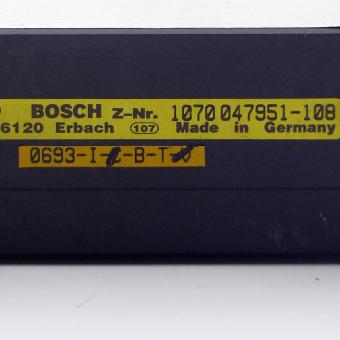 BOSCH Z-Nr. 1070 047951-108
6120 Erbach 107 Made in Germany
0693-I- -B-T-